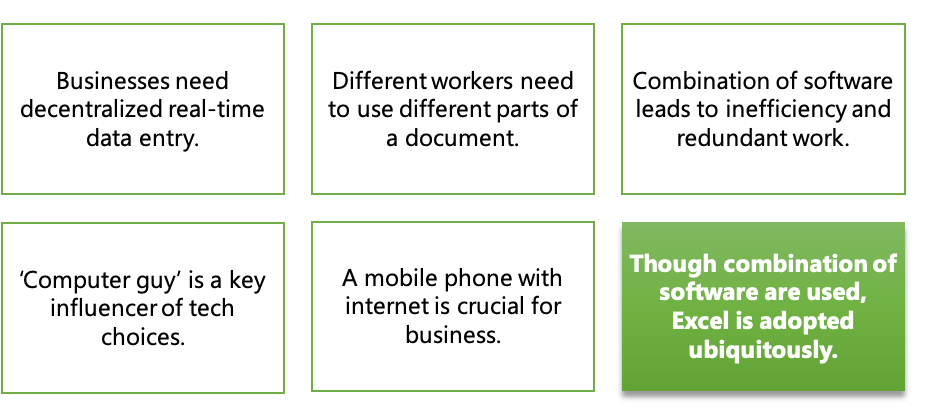 Businesses need
decentralized real-time
data entry.
Different workers need
to use different parts of
a document.
Combination of software
leads to inefficiency and
redundant work.
‘Computer guy’ is a key
influencer of tech
choices.
A mobile phone with
internet is crucial for
business.
Though combination of
software are used,
Excel is adopted
ubiquitously.